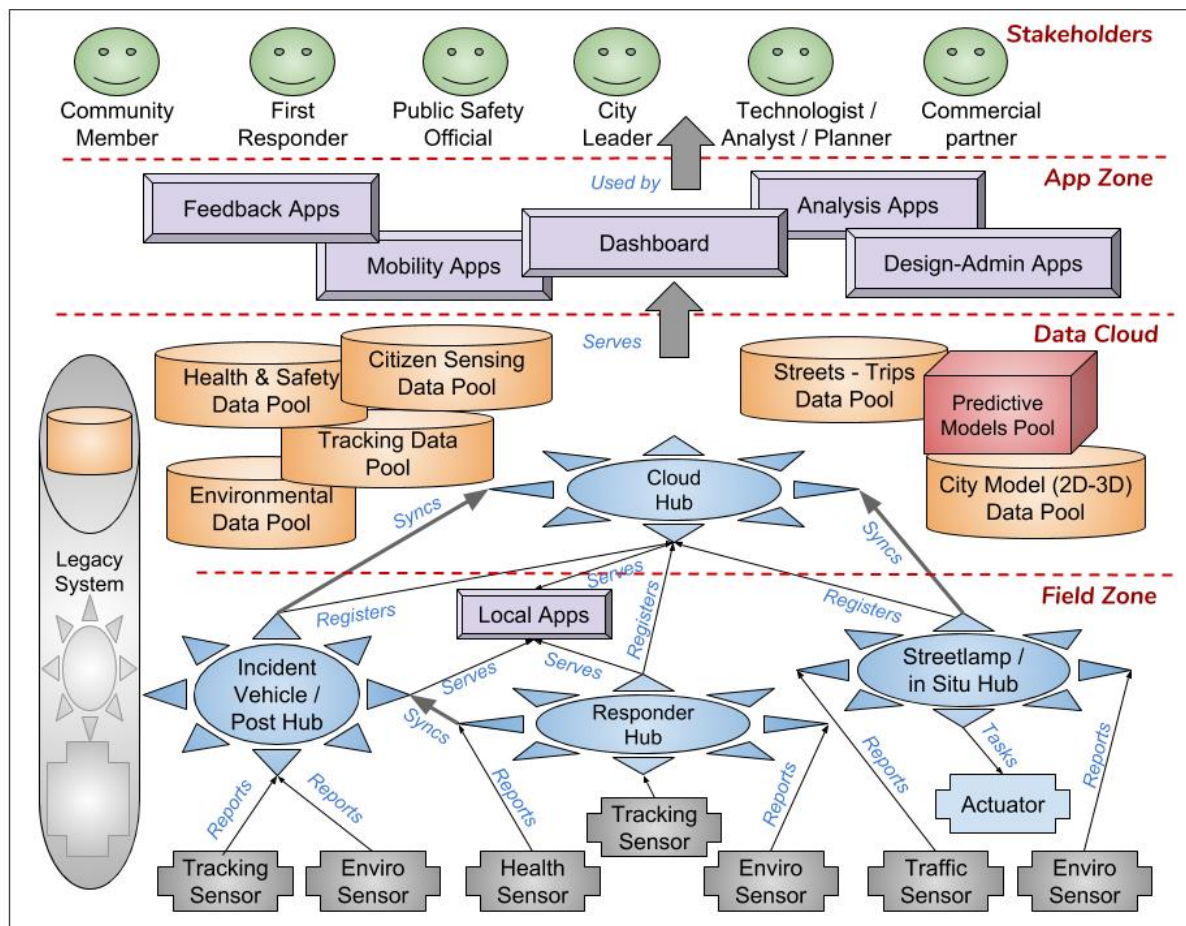 Stakeholders
Community
Member
First
Responder
Public Safety
Official
City
Leader
Technologist /
Analyst / Planner
Commercial
partner
Used by
App Zone
Feedback Apps
Mobility Apps
Dashboard
Analysis Apps
Design-Admin Apps
Serves
Data Cloud
Health & Safety
Data Pool
Citizen Sensing
Data Pool
Tracking Data
Pool
Environmental
Data Pool
Streets - Trips
Data Pool
Predictive
Models Pool
City Model (2D-3D)
Data Pool
Cloud
Hub
Syncs
Syncs
Legacy
System
Field Zone
Registers
Serves
Registers
Registers
Local Apps
Incident
Vehicle /
Post Hub
Serves
Serves
Syncs
Responder
Hub
Streetlamp /
in Situ Hub
Tasks
Reports
Reports
Reports
Reports
Reports
Reports
Actuator
Tracking
Sensor
Tracking
Sensor
Enviro
Sensor
Health
Sensor
Enviro
Sensor
Traffic
Sensor
Enviro
Sensor